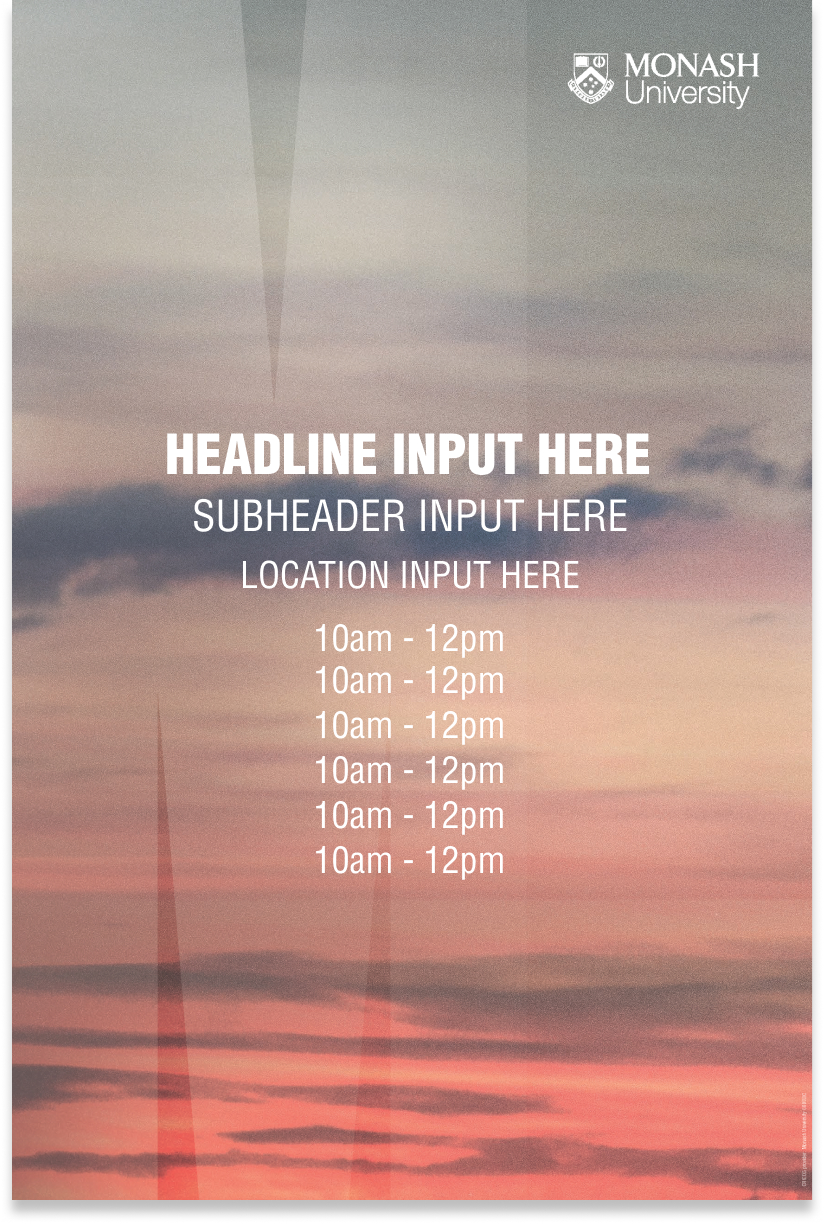 MONASH
University
HEADLINE INPUT HERE
SUBHEADER INPUT HERE
LOCATION INPUT HERE
10am - 12pm
10am - 12pm
10am - 12pm
10am - 12pm
10am - 12pm
10am - 12pm